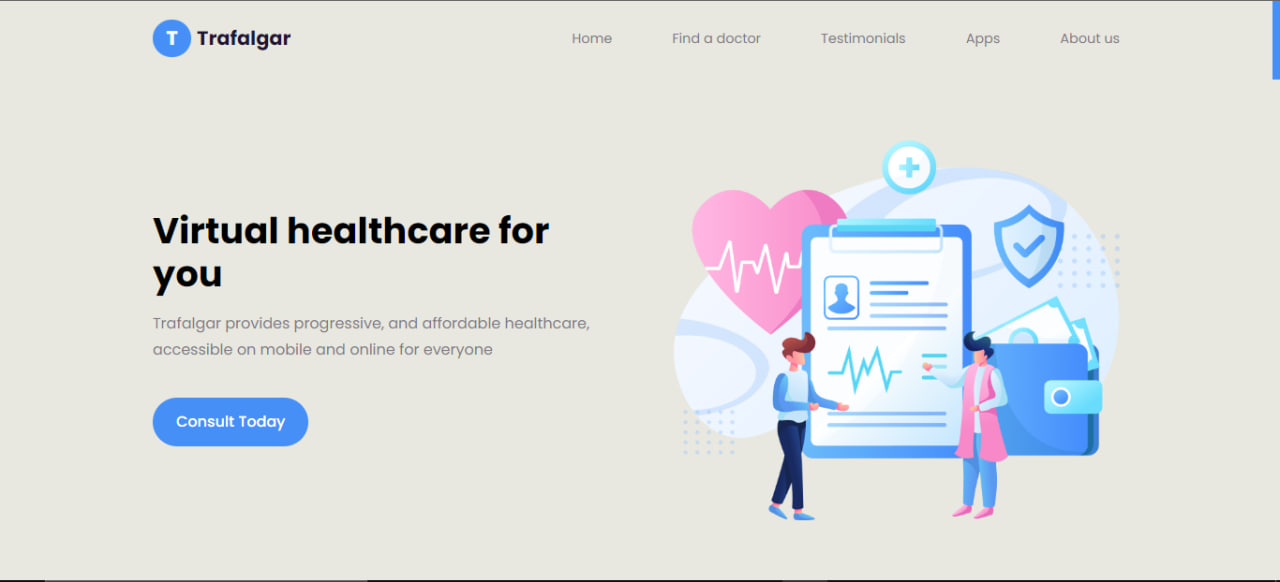 T Trafalgar
Home Find a doctor Testimonials Apps About us
Virtual healthcare for
you
Trafalgar provides progressive, and affordable healthcare,
accessible on mobile and online for everyone
Consult Today